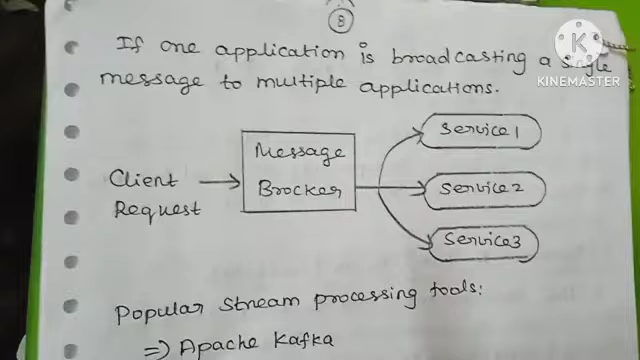 8
If one application is broadcasting a single
message to multiple applications.
K
KINEMASTER
Client
Request
Message
Brocker
Service1
Service2
Service3
Popular Stream processing tools:
=> Apache Kafka